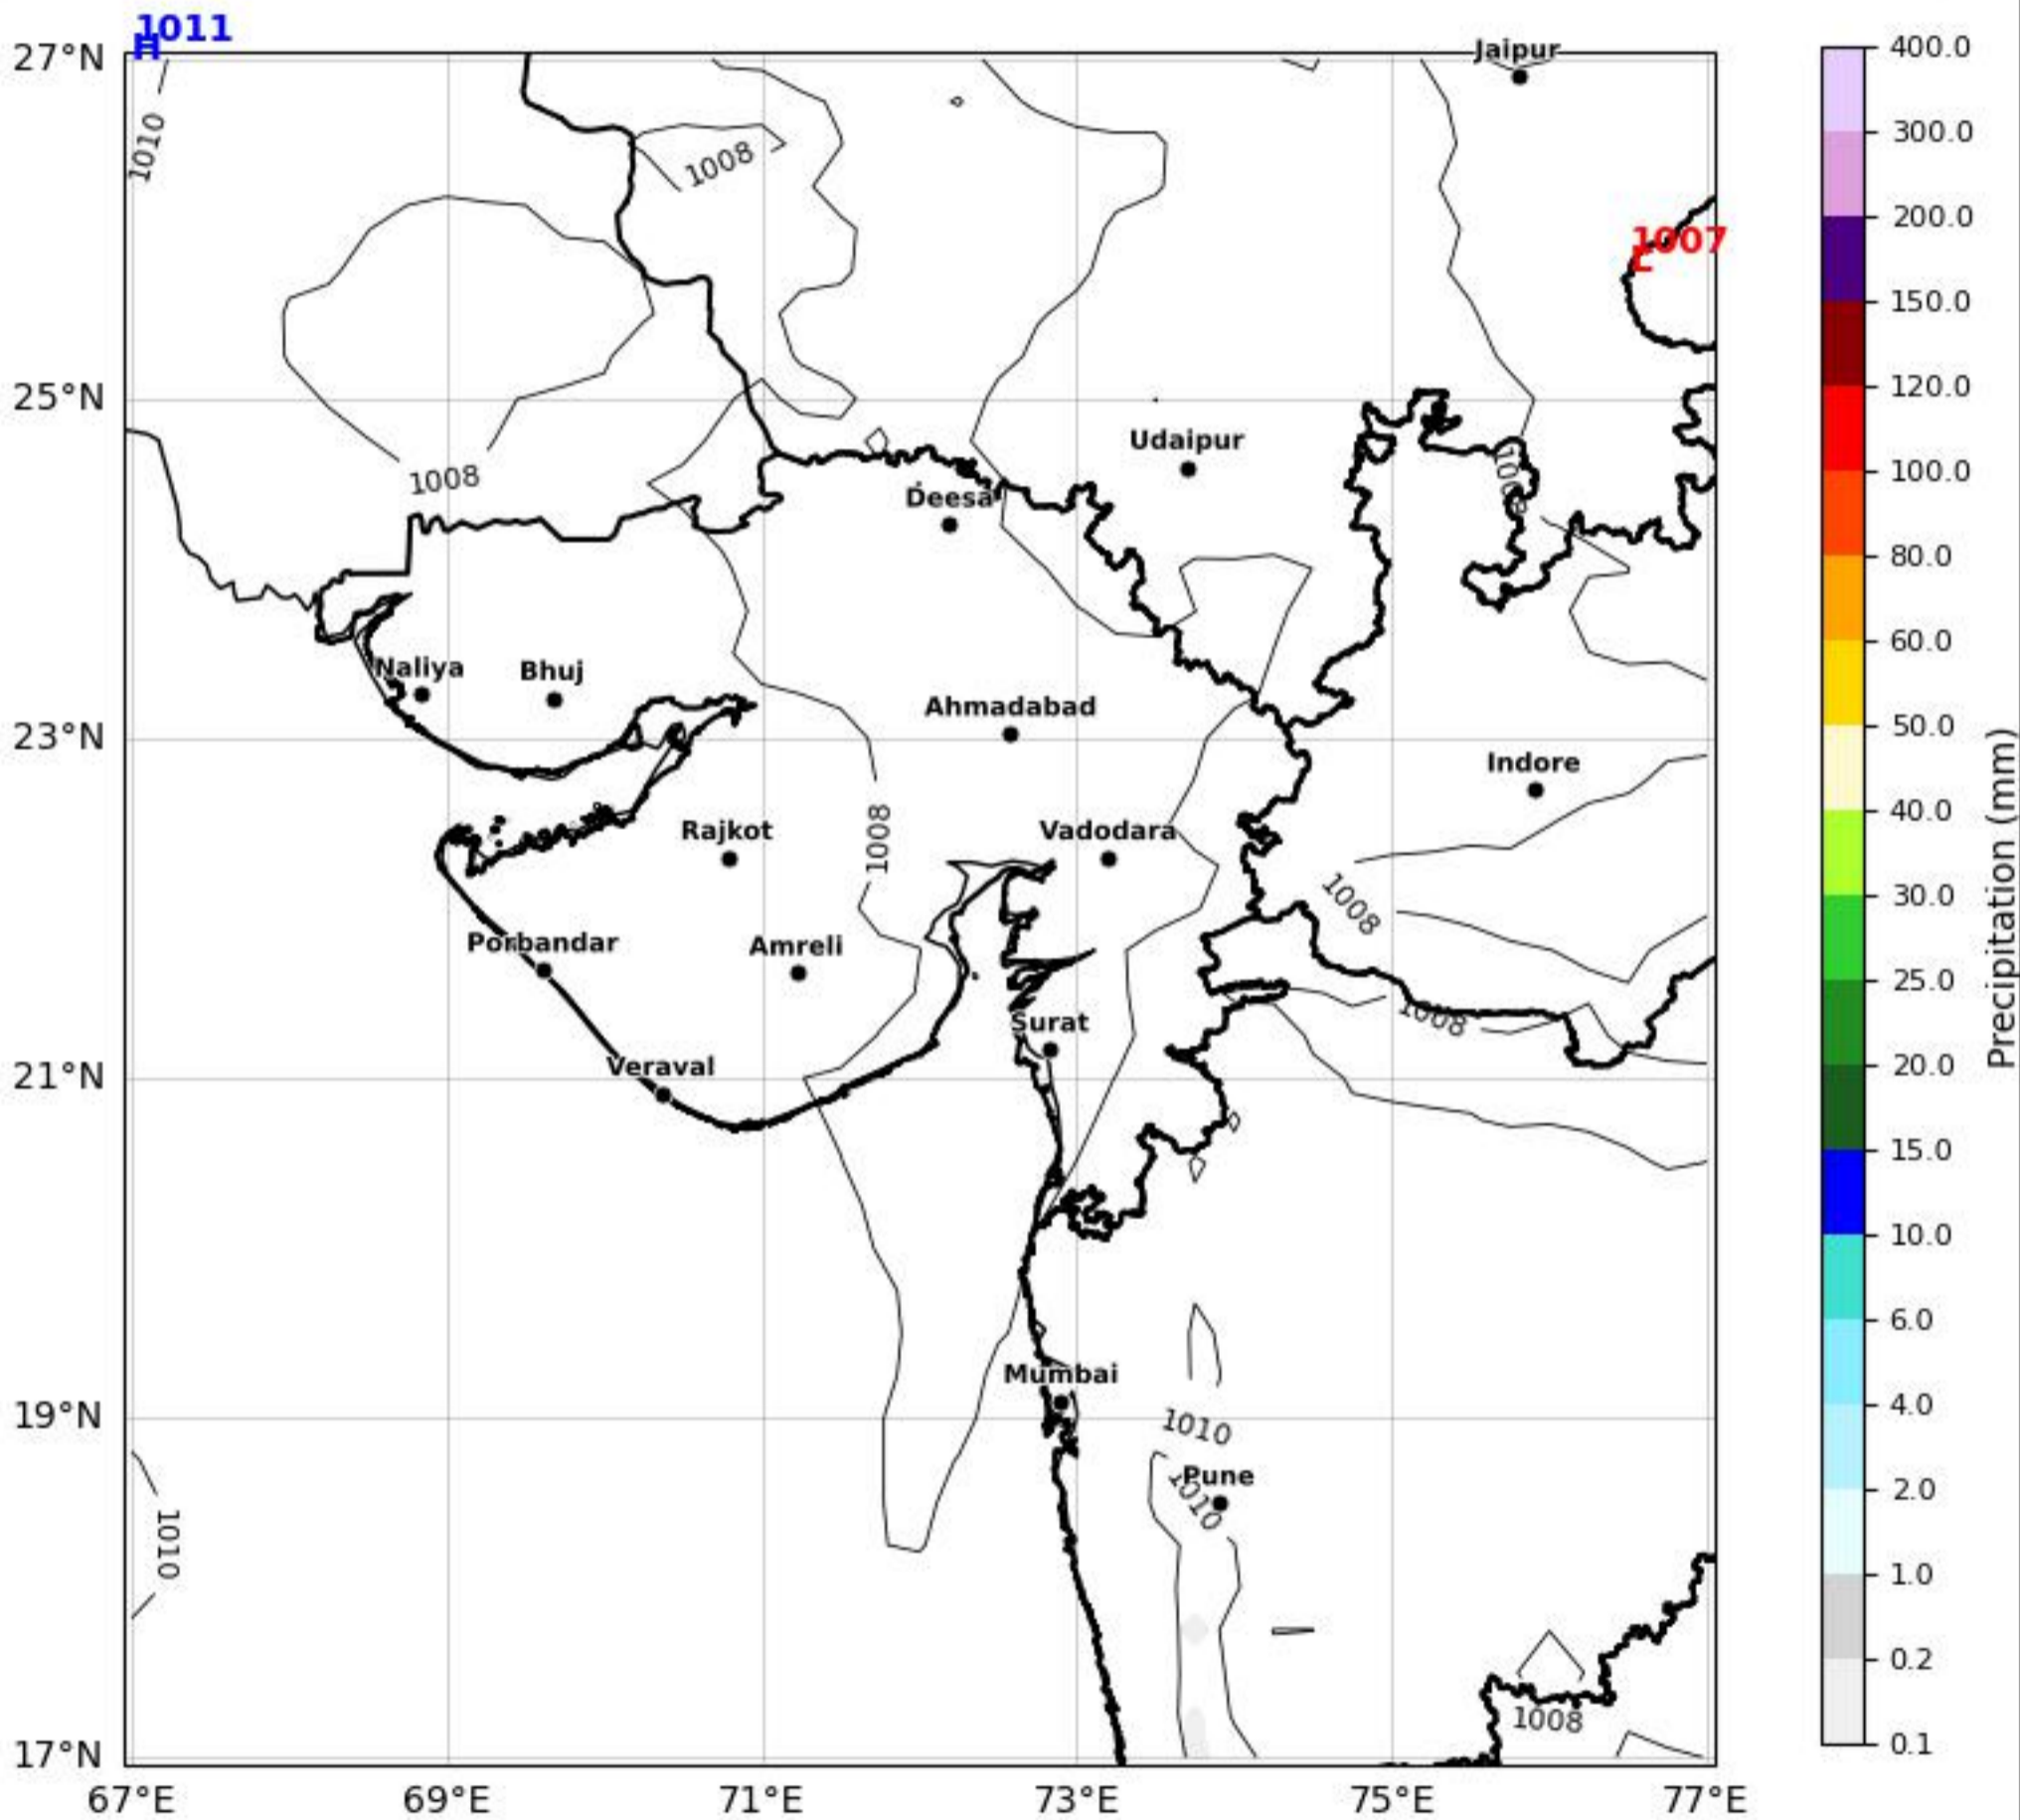 1011
H
27°N
Jaipur
400.0
1010
1008
300.0
200.0
1007
L
150.0
120.0
25°N
Udaipur
100.0
1008
1008
Deesa
80.0
60.0
Naliya
Bhuj
Ahmadabad
50.0
23°N
Indore
Precipitation (mm)
40.0
Rajkot
1008
Vadodara
1008
30.0
Porbandar
Amreli
25.0
Surat
1008
21°N
Veraval
20.0
15.0
10.0
6.0
Mumbai
4.0
19°N
1010
Pune
1010
2.0
1010
1.0
0.2
1008
17°N
0.1
67°E
69°E
71°E
73°E
75°E
77°E